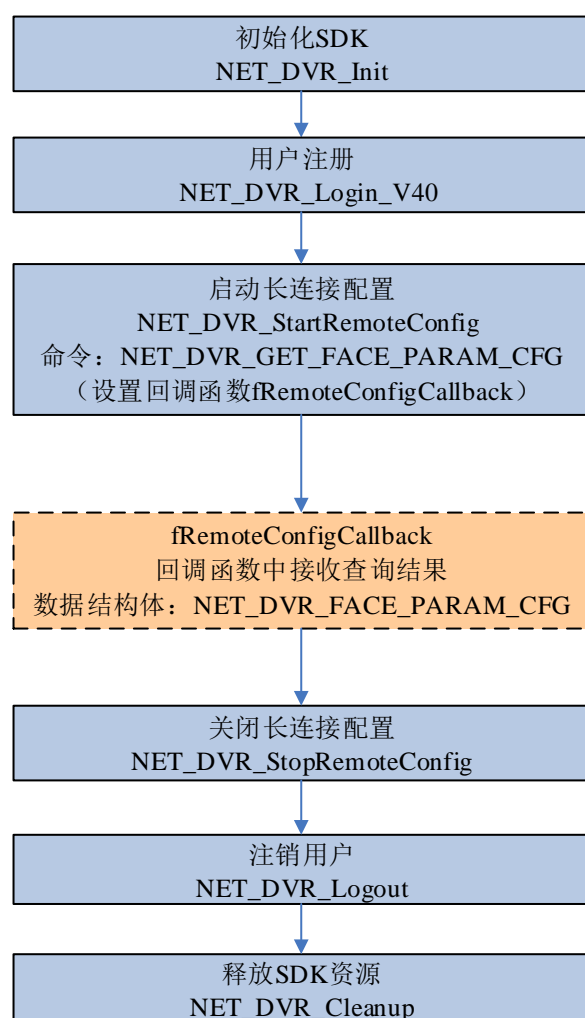 初始化SDK
NET_DVR_Init
用户注册
NET_DVR_Login_V40
启动长连接配置
NET_DVR_StartRemoteConfig
命令：NET_DVR_GET_FACE_PARAM_CFG
（设置回调函数fRemoteConfigCallback）
fRemoteConfigCallback
回调函数中接收查询结果
数据结构体：NET_DVR_FACE_PARAM_CFG
关闭长连接配置
NET_DVR_StopRemoteConfig
注销用户
NET_DVR_Logout
释放SDK资源
NET_DVR_Cleanup